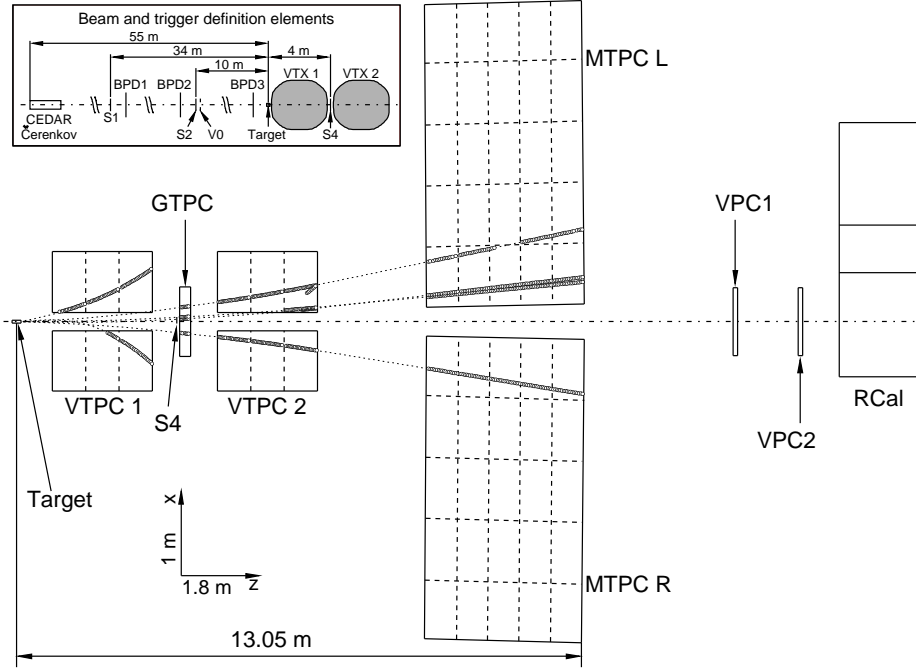 Beam and trigger definition elements
55 m
34 m
4 m
10 m
VTX 1
VTX 2
BPD1
BPD2
BPD3
CEDAR
Čerenkov
S1
S2
V0
Target
S4
MTPC L
GTPC
VPC1
VTPC 1
VTPC 2
S4
RCal
VPC2
Target
x
1 m
1.8 m
z
MTPC R
13.05 m